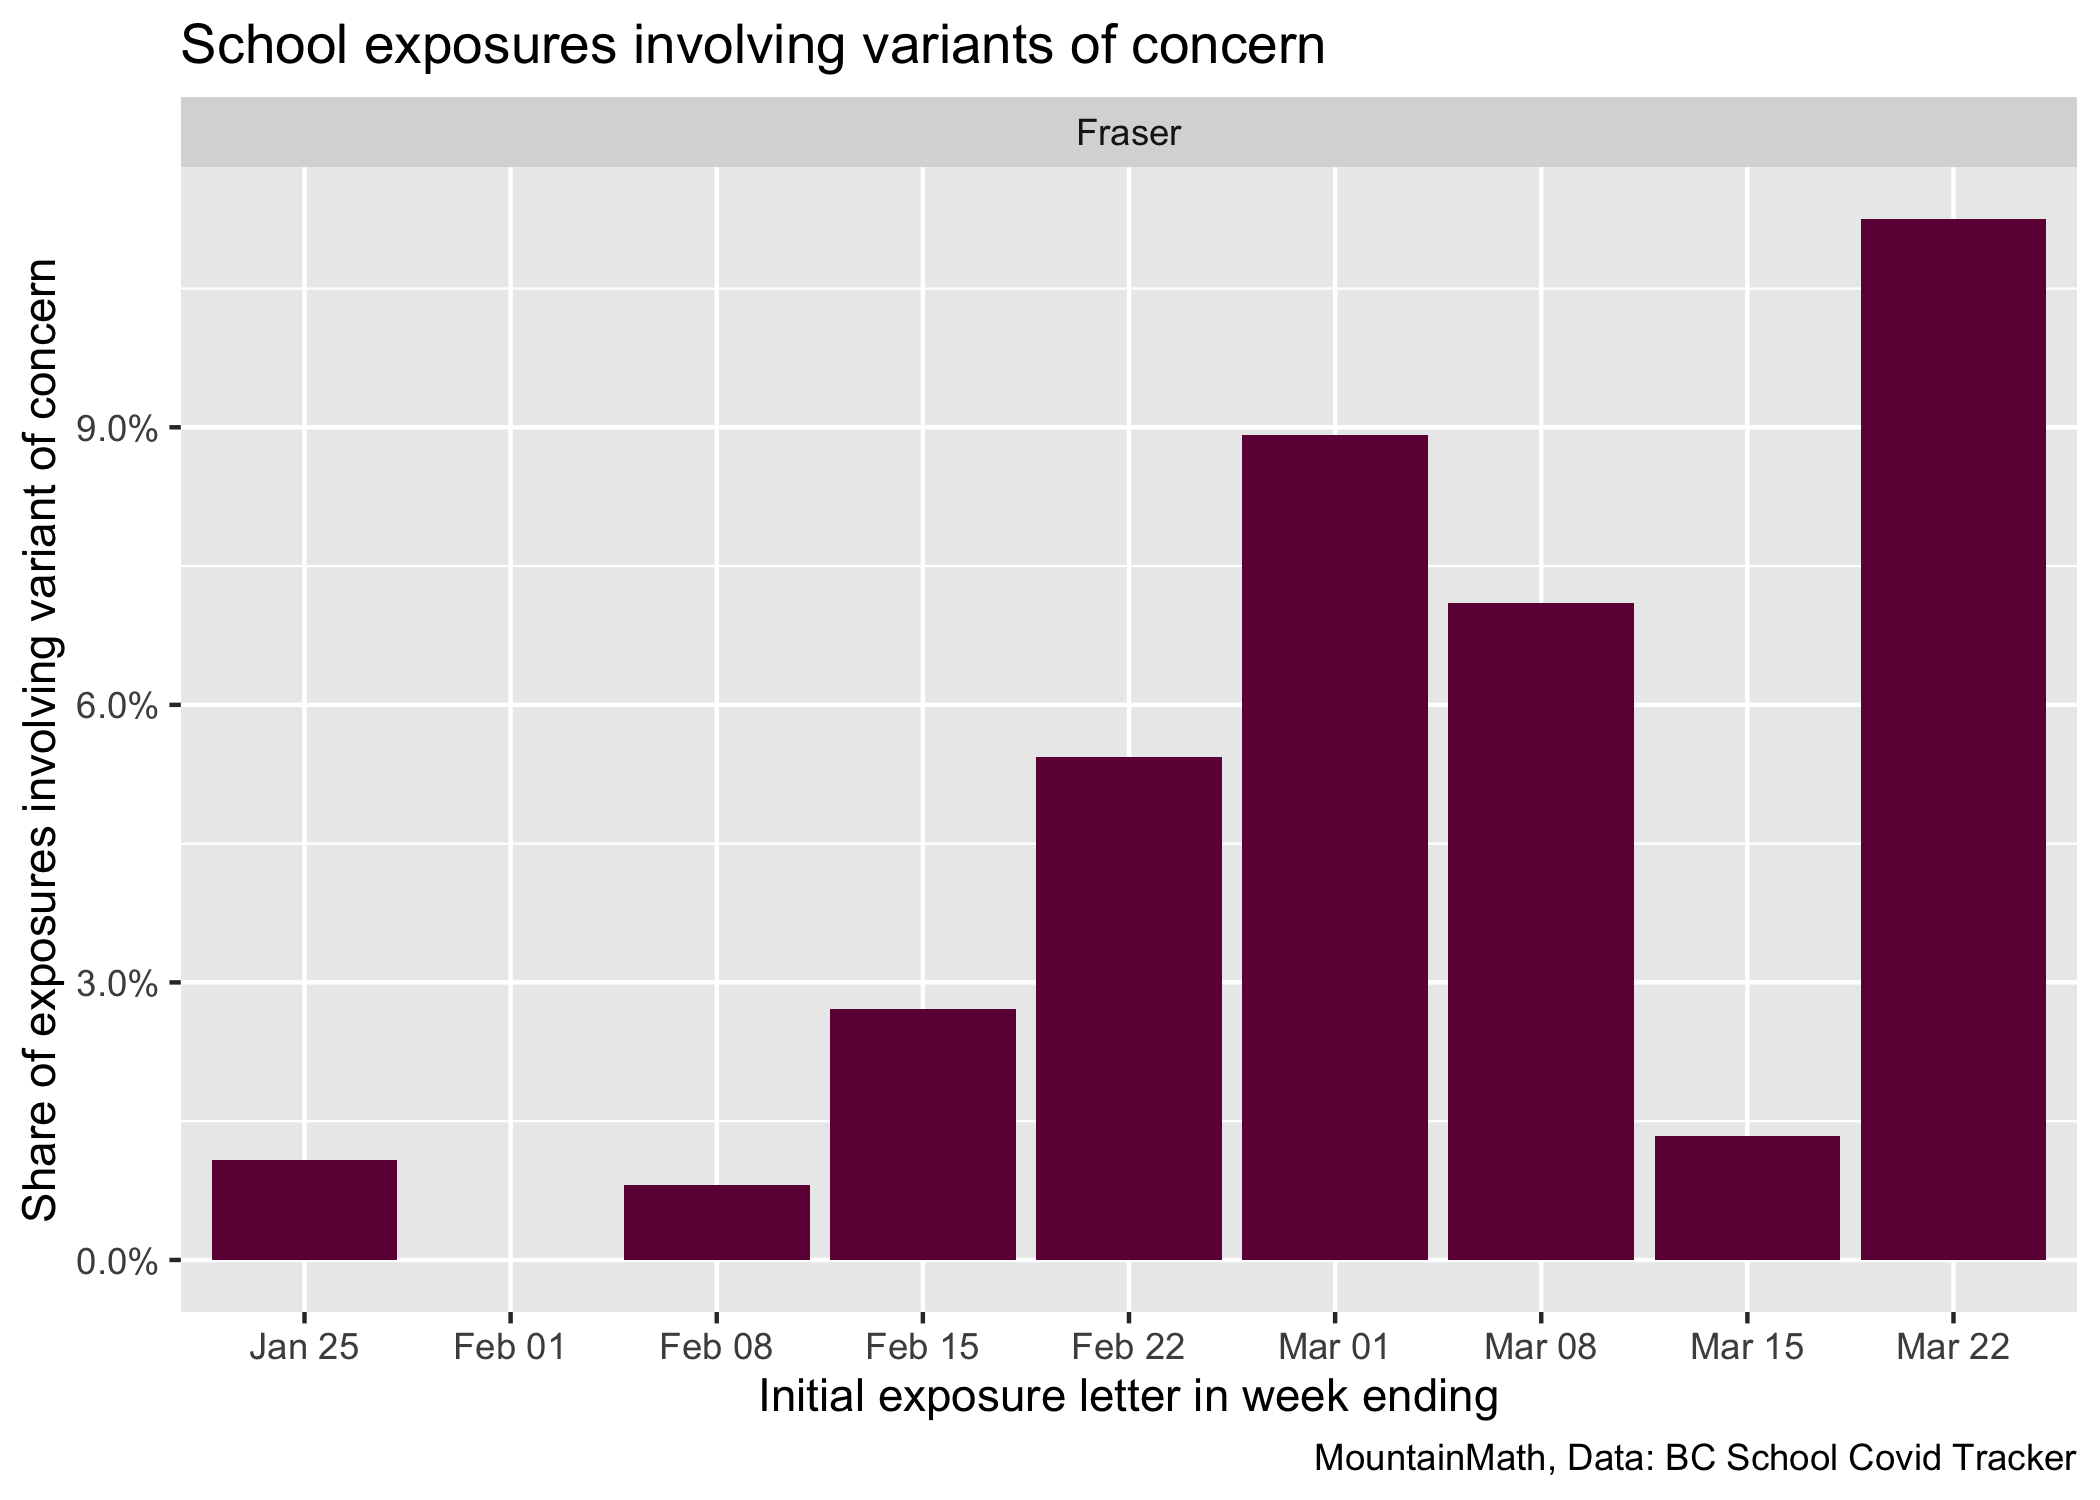 School exposures involving variants of concern
Fraser
Share of exposures involving variant of concern
9.0%
6.0%
3.0%
0.0%
Jan 25 Feb 01 Feb 08 Feb 15 Feb 22 Mar 01 Mar 08 Mar 15 Mar 22
Initial exposure letter in week ending
MountainMath, Data: BC School Covid Tracker